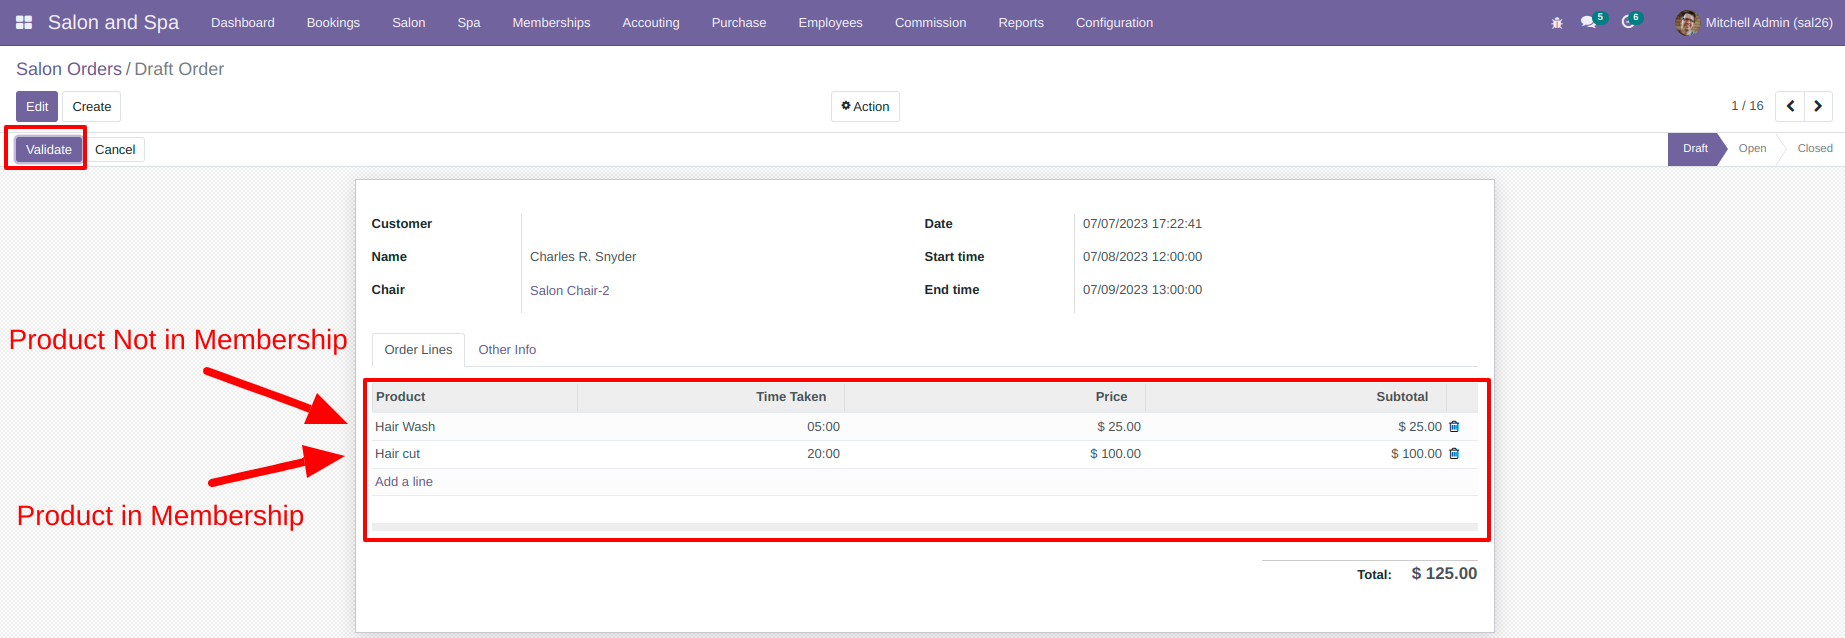 Salon and Spa Dashboard Bookings Salon Spa Memberships Accouting Purchase Employees Commission Reports Configuration 5 6 Mitchell Admin (sal26)
Salon Orders / Draft Order
Edit Create Action 1 / 16
Validate Cancel Draft Open Closed
Customer Date 07/07/2023 17:22:41
Name Charles R. Snyder Start time 07/08/2023 12:00:00
Chair Salon Chair-2 End time 07/09/2023 13:00:00
Product Not in Membership
Order Lines Other Info
Product Time Taken Price Subtotal
Hair Wash 05:00 $ 25.00 $ 25.00
Hair cut 20:00 $ 100.00 $ 100.00
Add a line
Product in Membership
Total: $ 125.00